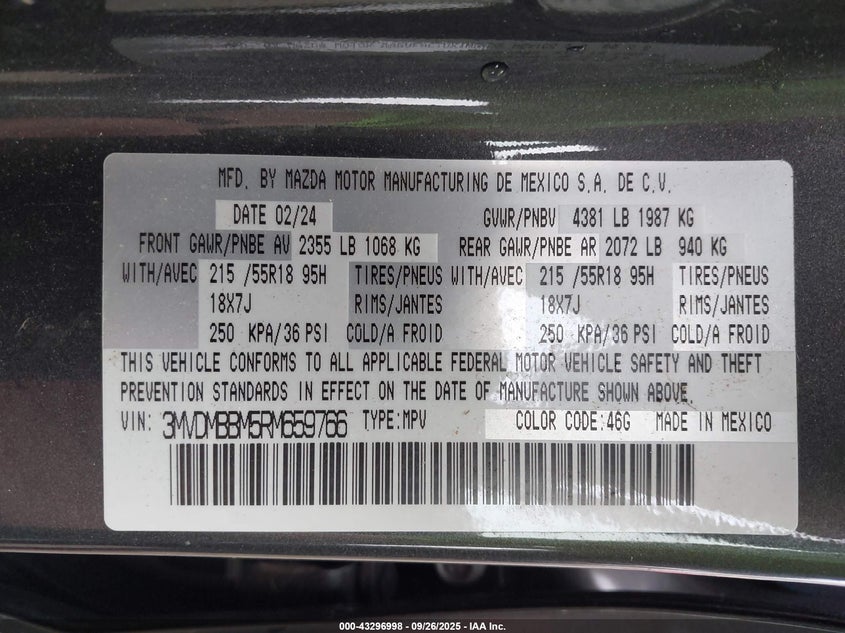 MFD. BY MAZDA MOTOR MANUFACTURING DE MEXICO S.A. DE C.V.
DATE 02/24 GVWR/PNBV 4381 LB 1987 KG
FRONT GAWR/PNBE AV 2355 LB 1068 KG REAR GAWR/PNBE AR 2072 LB 940 KG
WITH/AVEC 215 /55R18 95H TIRES/PNEUS WITH/AVEC 215 /55R18 95H TIRES/PNEUS
18X7J RIMS/JANTES 18X7J RIMS/JANTES
250 KPA/36 PSI COLD/A FROID 250 KPA/36 PSI COLD/A FROID
THIS VEHICLE CONFORMS TO ALL APPLICABLE FEDERAL MOTOR VEHICLE SAFETY AND THEFT
PREVENTION STANDARDS IN EFFECT ON THE DATE OF MANUFACTURE SHOWN ABOVE.
VIN: 3MVDMBBM5RM659766 TYPE:MPV COLOR CODE:46G MADE IN MEXICO
000-43296998 - 09/26/2025 - IAA Inc.